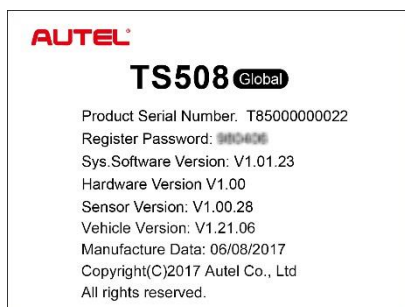 AUTEL
TS508 Global
Product Serial Number. T85000000022
Register Password:
Sys.Software Version: V1.01.23
Hardware Version V1.00
Sensor Version: V1.00.28
Vehicle Version: V1.21.06
Manufacture Data: 06/08/2017
Copyright(C)2017 Autel Co., Ltd
All rights reserved.